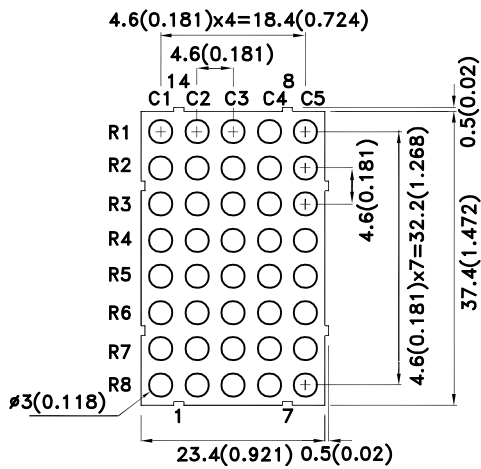 4.6(0.181)x4=18.4(0.724)
4.6(0.181)
14 8
C1 C2 C3 C4 C5
R1
R2
R3
R4
R5
R6
R7
R8
0.5(0.02)
4.6(0.181)
4.6(0.181)x7=32.2(1.268)
37.4(1.472)
ø3(0.118)
1 7
23.4(0.921) 0.5(0.02)